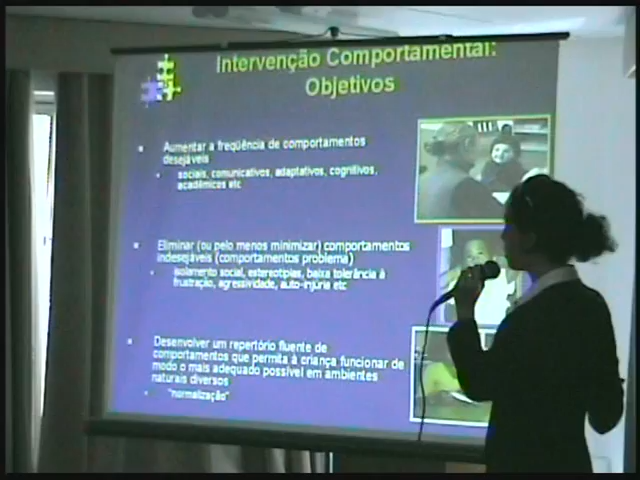 Intervenção Comportamental:
Objetivos
Aumentar a freqüência de comportamentos
desejáveis
sociais, comunicativos, adaptativos, cognitivos,
acadêmicos etc
Eliminar (ou pelo menos minimizar) comportamentos
indesejáveis (comportamentos problema)
isolamento social, estereotipias, baixa tolerância à
frustração, agressividade, auto-injúria etc
Desenvolver um repertório fluente de
comportamentos que permita à criança funcionar de
modo o mais adequado possível em ambientes
naturais diversos
"normalização"